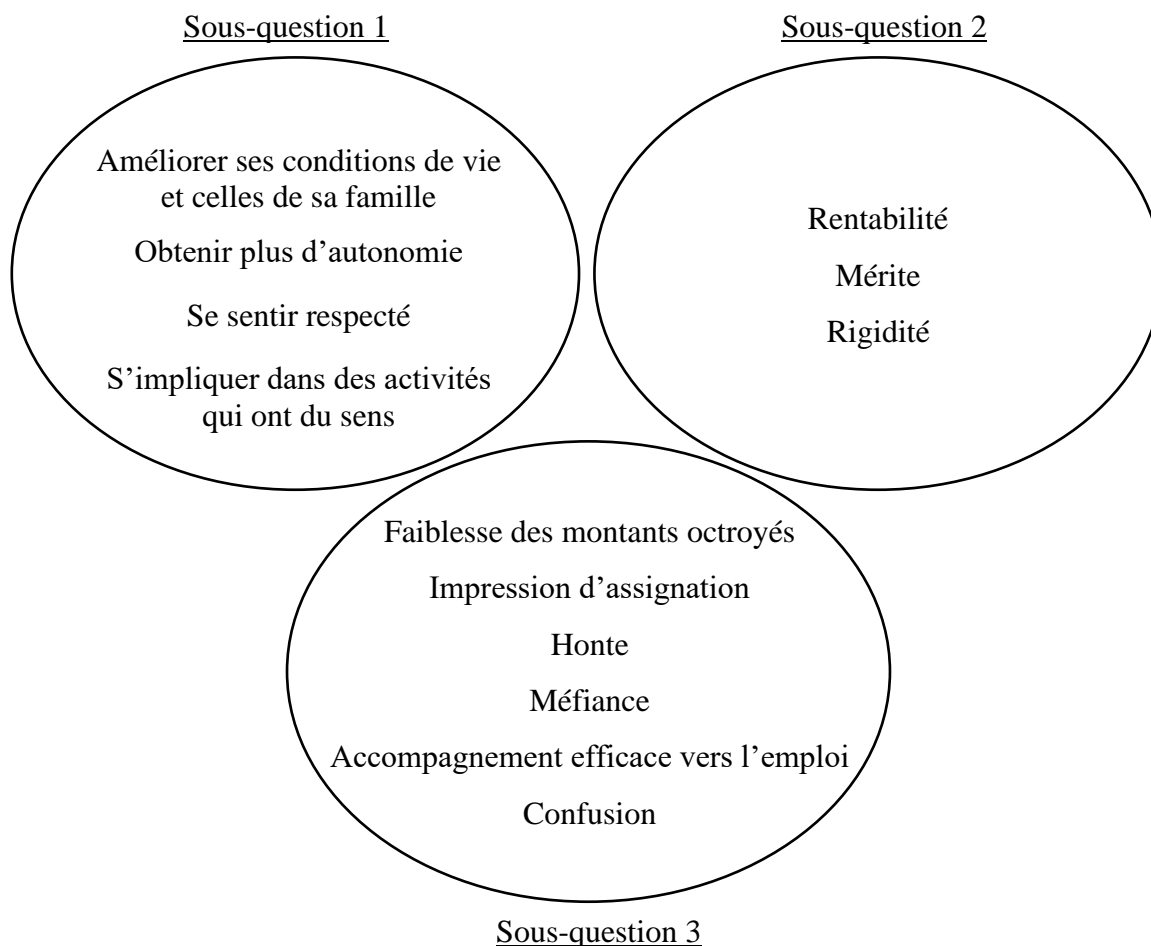 Sous-question 1
Améliorer ses conditions de vie
et celles de sa famille
Obtenir plus d’autonomie
Se sentir respecté
S’impliquer dans des activités
qui ont du sens
Sous-question 2
Rentabilité
Mérite
Rigidité
Faiblesse des montants octroyés
Impression d’assignation
Honte
Méfiance
Accompagnement efficace vers l’emploi
Confusion
Sous-question 3